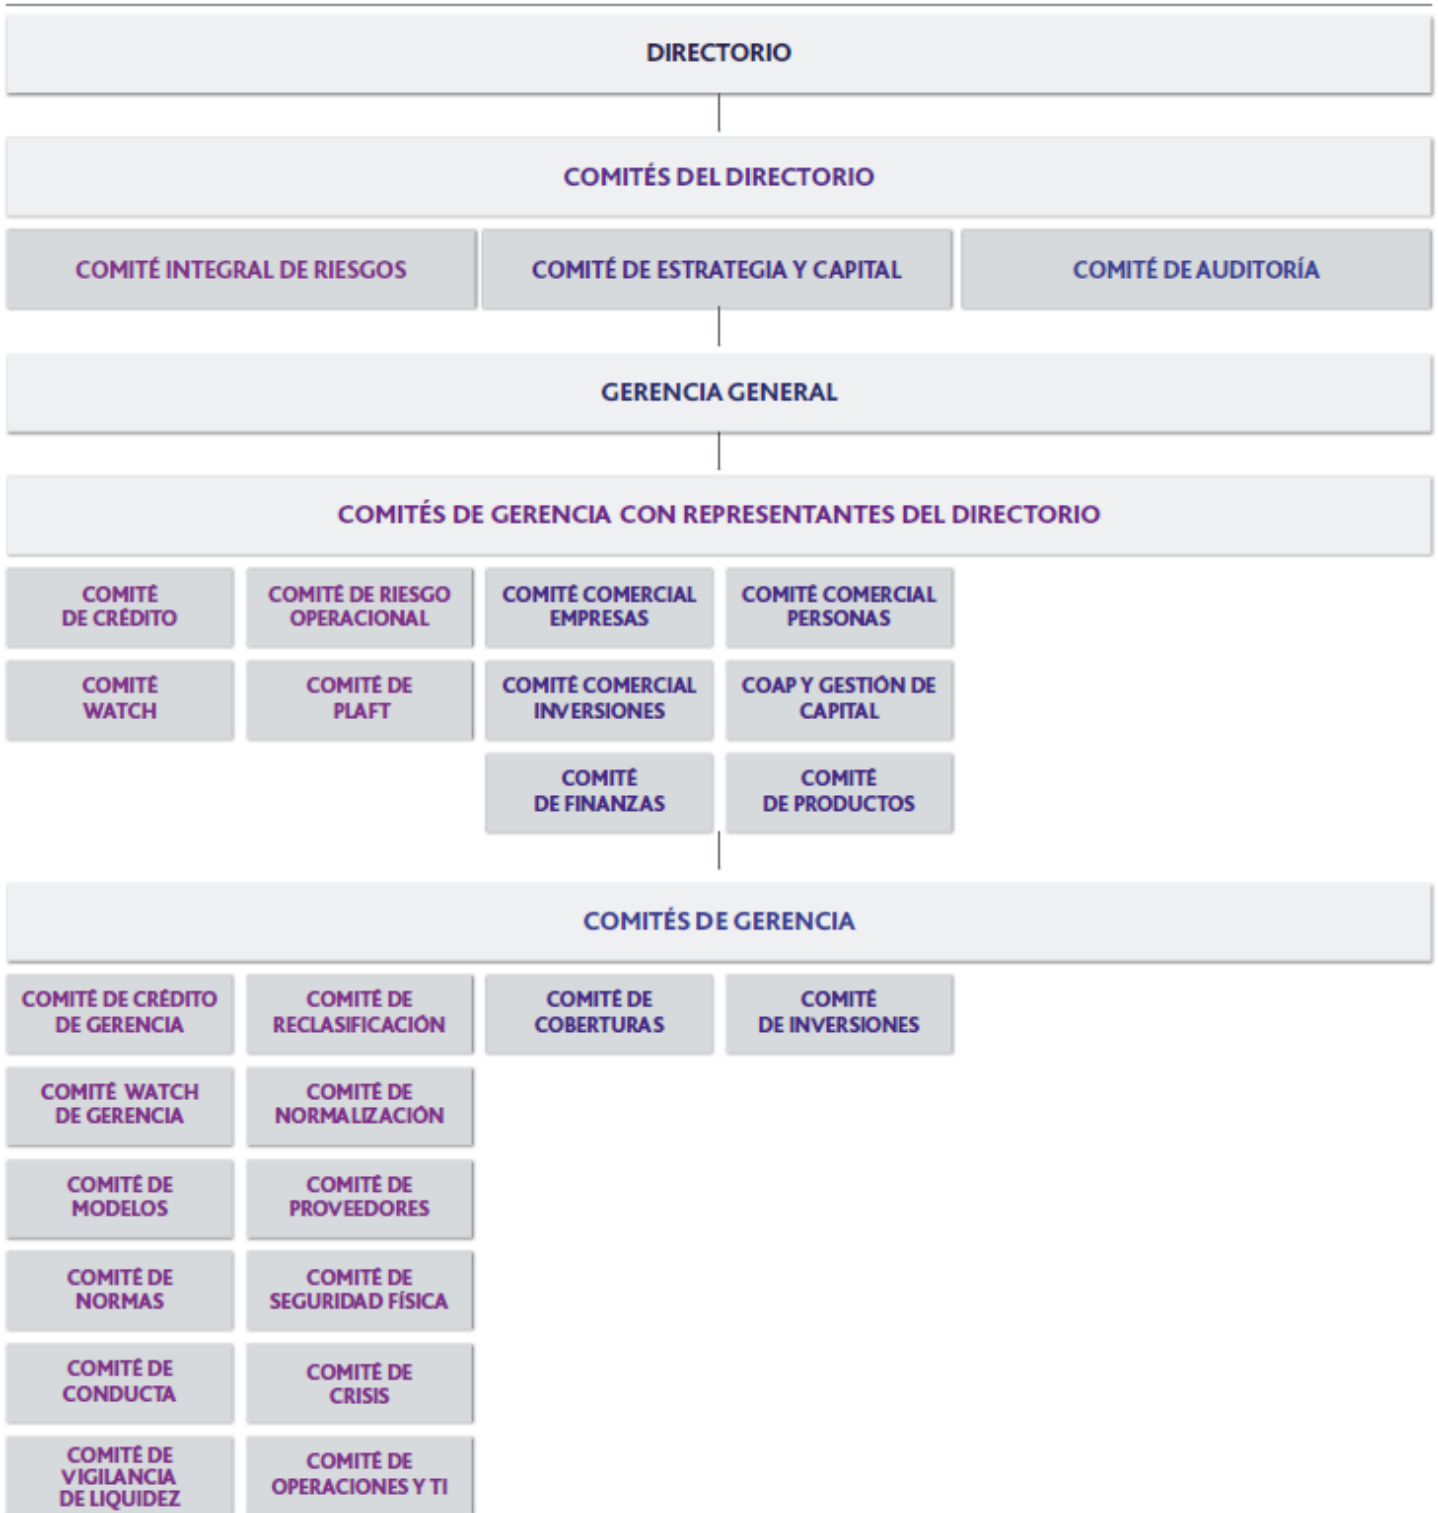 DIRECTORIO
COMITÉS DEL DIRECTORIO
COMITÉ INTEGRAL DE RIESGOS
COMITÉ DE ESTRATEGIA Y CAPITAL
COMITÉ DE AUDITORÍA
GERENCIA GENERAL
COMITÉS DE GERENCIA CON REPRESENTANTES DEL DIRECTORIO
COMITÉ
DE CRÉDITO
COMITÉ DE RIESGO
OPERACIONAL
COMITÉ COMERCIAL
EMPRESAS
COMITÉ COMERCIAL
PERSONAS
COMITÉ
WATCH
COMITÉ DE
PLAFT
COMITÉ COMERCIAL
INVERSIONES
COAP Y GESTIÓN DE
CAPITAL
COMITÉ
DE FINANZAS
COMITÉ
DE PRODUCTOS
COMITÉS DE GERENCIA
COMITÉ DE CRÉDITO
DE GERENCIA
COMITÉ DE
RECLASIFICACIÓN
COMITÉ DE
COBERTURAS
COMITÉ
DE INVERSIONES
COMITÉ WATCH
DE GERENCIA
COMITÉ DE
NORMALIZACIÓN
COMITÉ DE
MODELOS
COMITÉ DE
PROVEEDORES
COMITÉ DE
NORMAS
COMITÉ DE
SEGURIDAD FÍSICA
COMITÉ DE
CONDUCTA
COMITÉ DE
CRISIS
COMITÉ DE
VIGILANCIA
DE LIQUIDEZ
COMITÉ DE
OPERACIONES Y TI